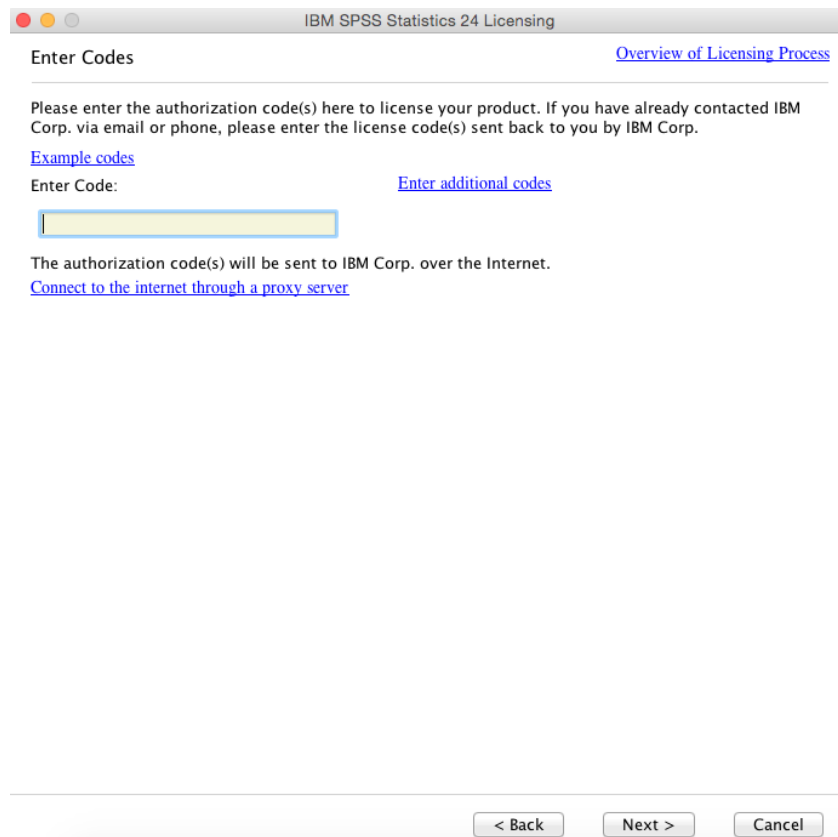 IBM SPSS Statistics 24 Licensing
Enter Codes
Overview of Licensing Process
Please enter the authorization code(s) here to license your product. If you have already contacted IBM
Corp. via email or phone, please enter the license code(s) sent back to you by IBM Corp.
Example codes
Enter Code:
Enter additional codes
The authorization code(s) will be sent to IBM Corp. over the Internet.
Connect to the internet through a proxy server
< Back
Next >
Cancel